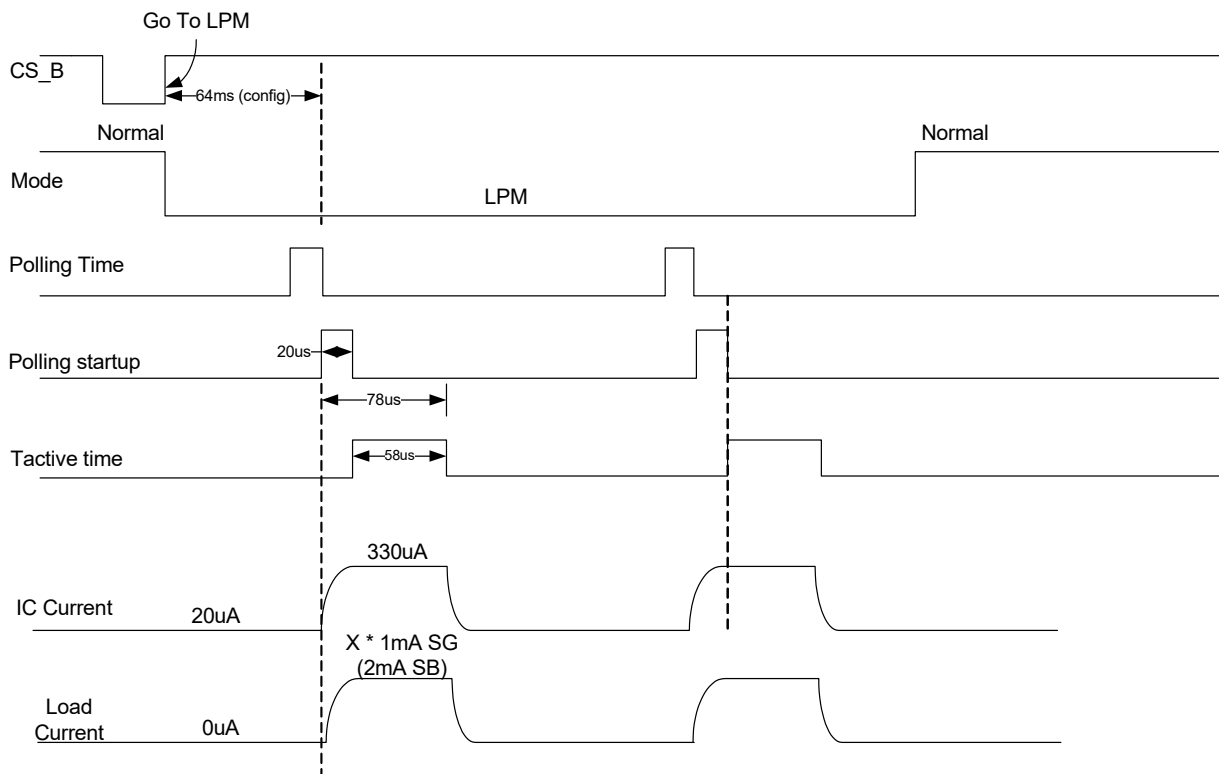 Go To LPM
CS_B
64ms (config)
Normal
Normal
Mode
LPM
Polling Time
20us
Polling startup
78us
Tactive time
58us
330uA
IC Current
20uA
X * 1mA SG
(2mA SB)
Load
Current
0uA